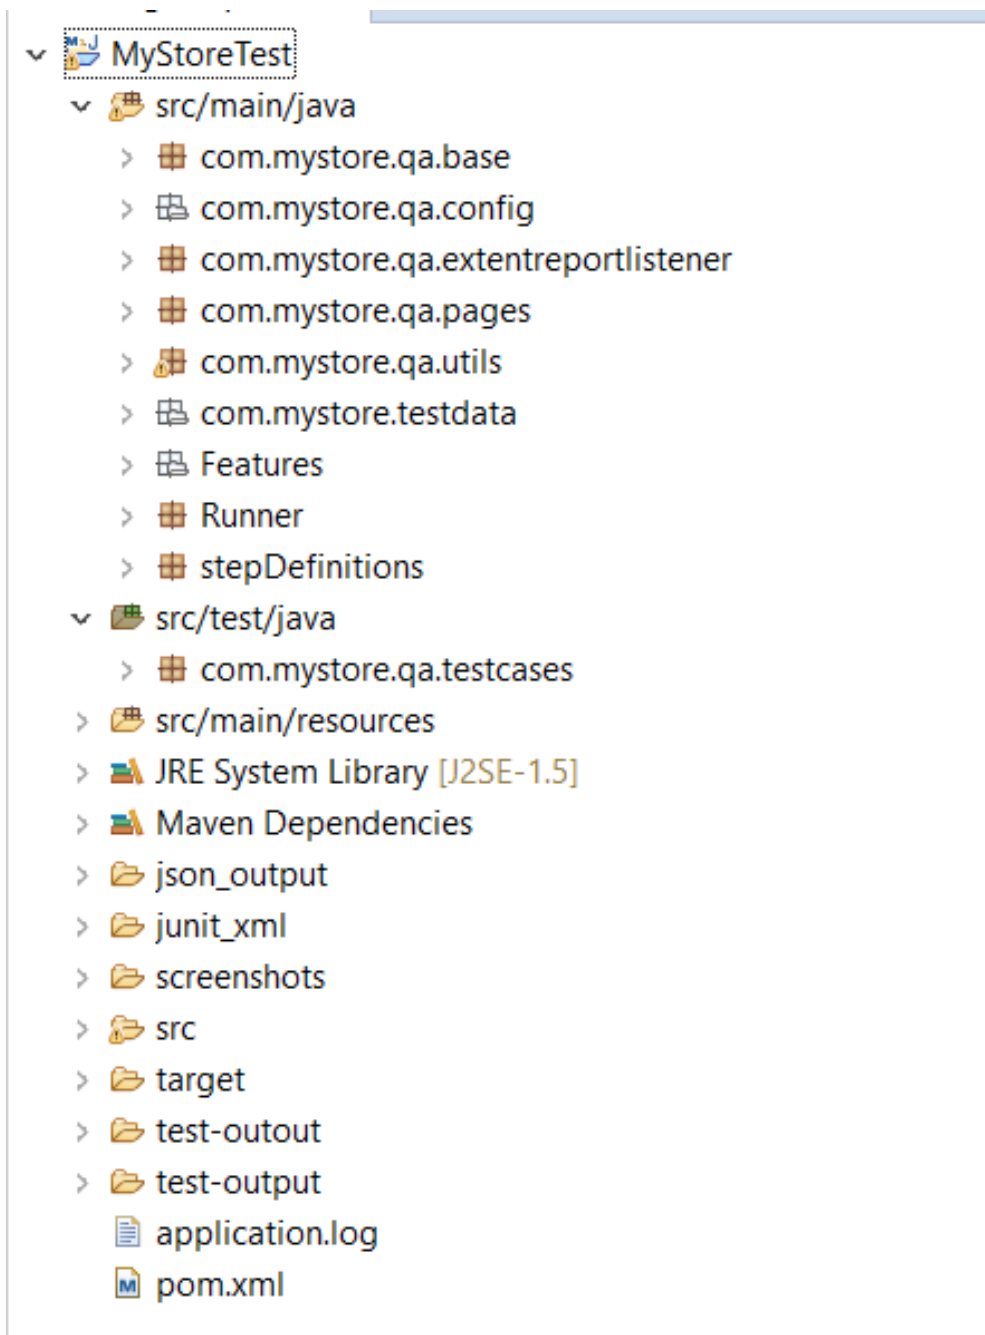 MyStoreTest
src/main/java
com.mystore.qa.base
com.mystore.qa.config
com.mystore.qa.extentreportlistener
com.mystore.qa.pages
com.mystore.qa.utils
com.mystore.testdata
Features
Runner
stepDefinitions
src/test/java
com.mystore.qa.testcases
src/main/resources
JRE System Library [J2SE-1.5]
Maven Dependencies
json_output
junit_xml
screenshots
src
target
test-outout
test-output
application.log
pom.xml